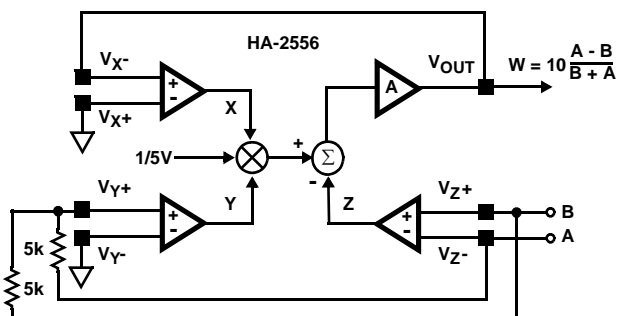 HA-2556
VX-
+
-
VX+
X
A
VOUT
W = 10 A - B / B + A
1/5V
+
Σ
-
VY+
+
-
VY-
Y
Z
+
-
VZ+
VZ-
B
A
5k
5k